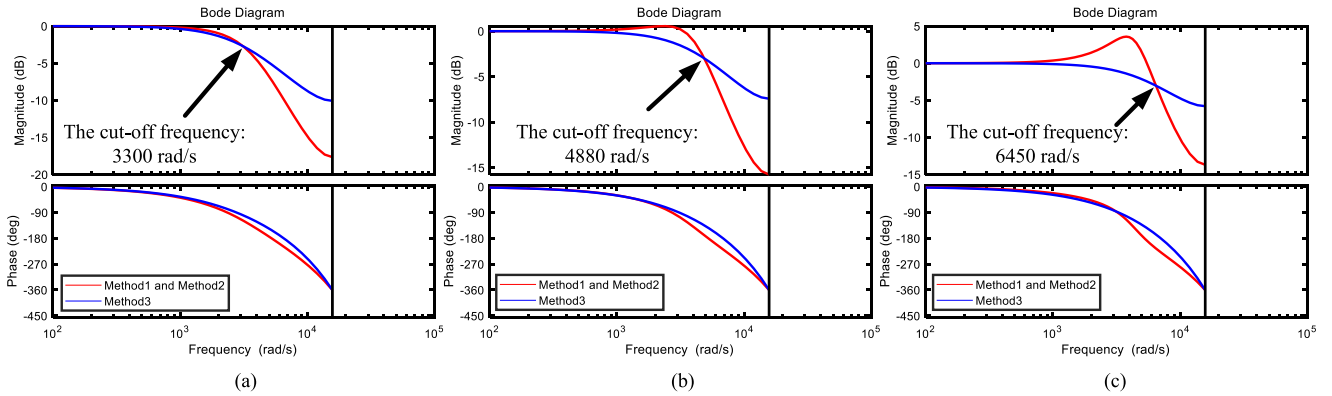 Bode Diagram
0
-5
-10
-15
-20
Magnitude (dB)
The cut-off frequency:
3300 rad/s
0
-90
-180
-270
-360
-450
Phase (deg)
Method1 and Method2
Method3
10^2
10^3
10^4
10^5
Frequency (rad/s)
(a)
Bode Diagram
0
-5
-10
-15
Magnitude (dB)
The cut-off frequency:
4880 rad/s
0
-90
-180
-270
-360
-450
Phase (deg)
Method1 and Method2
Method3
10^2
10^3
10^4
10^5
Frequency (rad/s)
(b)
Bode Diagram
5
0
-5
-10
-15
Magnitude (dB)
The cut-off frequency:
6450 rad/s
0
-90
-180
-270
-360
-450
Phase (deg)
Method1 and Method2
Method3
10^2
10^3
10^4
10^5
Frequency (rad/s)
(c)